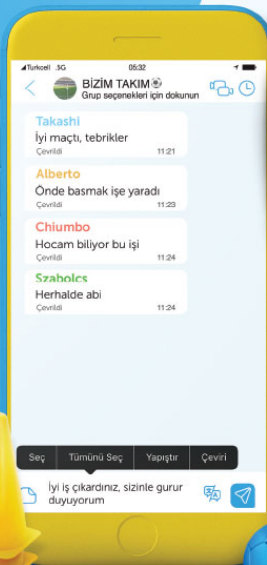 Turkcell 3G 05:32
BİZİM TAKIM
Grup seçenekleri için dokunun
Takashi
İyi maçtı, tebrikler
Çevrildi 11:21
Alberto
Önde basmak işe yaradı
Çevrildi 11:23
Chiumbo
Hocam biliyor bu işi
Çevrildi 11:24
Szabolcs
Herhalde abi
Çevrildi 11:24
Seç Tümünü Seç Yapıştır Çeviri
İyi iş çıkardınız, sizinle gurur
duyuyorum